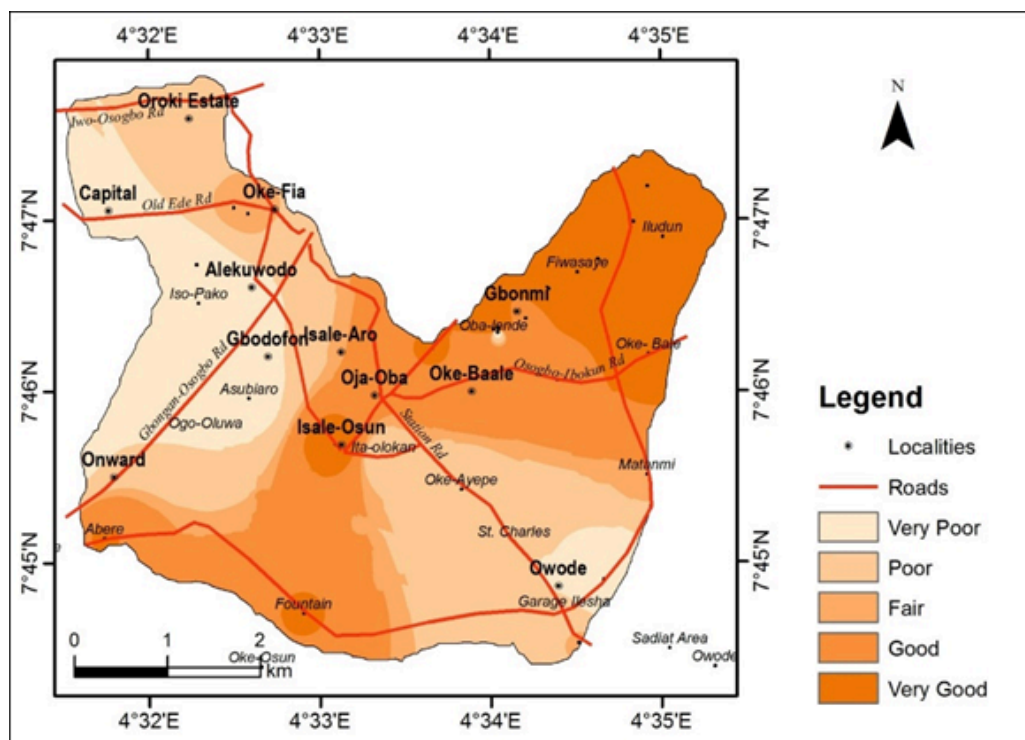 4°32'E 4°33'E 4°34'E 4°35'E
N
Oroki Estate
Iwo-Osogbo Rd
Capital
Old Ede Rd
Oke-Fia
7°47'N
7°47'N
Iludun
Fiwasaye
Alekuwodo
Iso-Pako
Gbonmi
Oba-Iende
Gbodofon
Isale-Aro
Oke- Bale
Gbongan-Osogbo Rd
Osogbo-Ibokun Rd
Oja-Oba
Oke-Baale
7°46'N
7°46'N
Asubiaro
Ogo-Oluwa
Isale-Osun
Ita-olokan
Station Rd
Onward
Oke-Ayepe
Matanmi
Abere
St. Charles
7°45'N
7°45'N
Owode
Garage Ilesha
Fountain
Sadiat Area
Owode
Oke-Osun
0 1 2
km
4°32'E 4°33'E 4°34'E 4°35'E
Legend
Localities
Roads
Very Poor
Poor
Fair
Good
Very Good